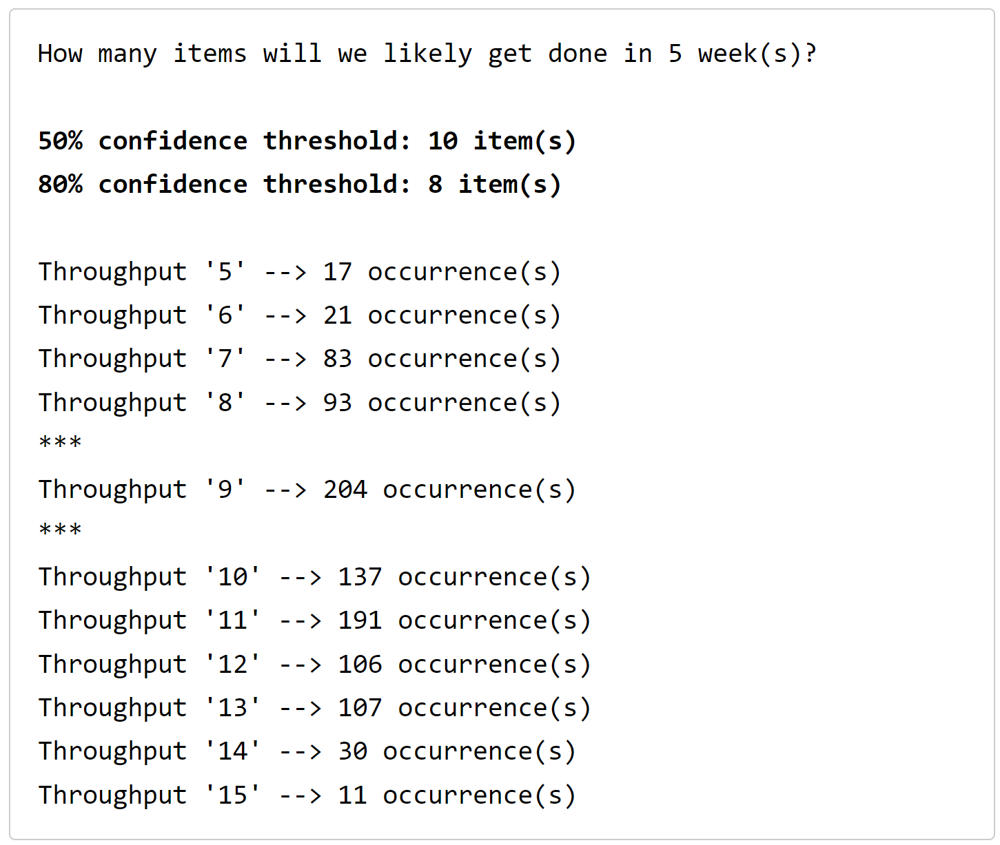 How many items will we likely get done in 5 week(s)?
50% confidence threshold: 10 item(s)
80% confidence threshold: 8 item(s)
Throughput '5' --> 17 occurrence(s)
Throughput '6' --> 21 occurrence(s)
Throughput '7' --> 83 occurrence(s)
Throughput '8' --> 93 occurrence(s)
***
Throughput '9' --> 204 occurrence(s)
***
Throughput '10' --> 137 occurrence(s)
Throughput '11' --> 191 occurrence(s)
Throughput '12' --> 106 occurrence(s)
Throughput '13' --> 107 occurrence(s)
Throughput '14' --> 30 occurrence(s)
Throughput '15' --> 11 occurrence(s)